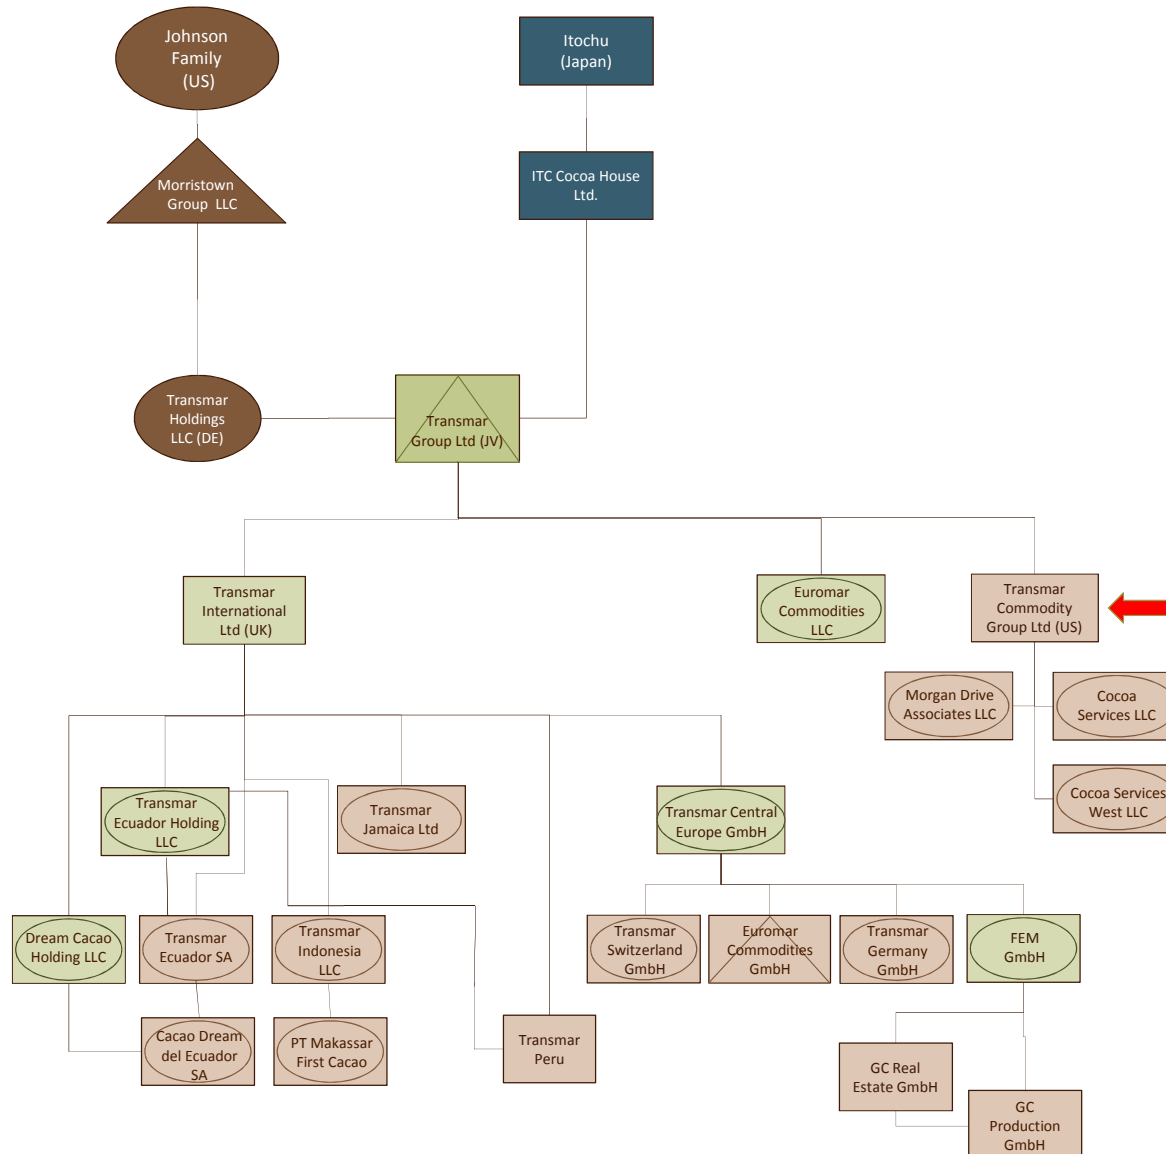 Johnson
Family
(US)
Itochu
(Japan)
Morristown
Group LLC
ITC Cocoa House
Ltd.
Transmar
Holdings
LLC (DE)
Transmar
Group Ltd (JV)
Transmar
International
Ltd (UK)
Euromar
Commodities
LLC
Transmar
Commodity
Group Ltd (US)
Morgan Drive
Associates LLC
Cocoa
Services LLC
Cocoa Services
West LLC
Transmar
Ecuador Holding
LLC
Transmar
Jamaica Ltd
Transmar Central
Europe GmbH
Dream Cacao
Holding LLC
Transmar
Ecuador SA
Transmar
Indonesia
LLC
Transmar
Switzerland
GmbH
Euromar
Commodities
GmbH
Transmar
Germany
GmbH
FEM
GmbH
Cacao Dream
del Ecuador
SA
PT Makassar
First Cacao
Transmar
Peru
GC Real
Estate GmbH
GC
Production
GmbH